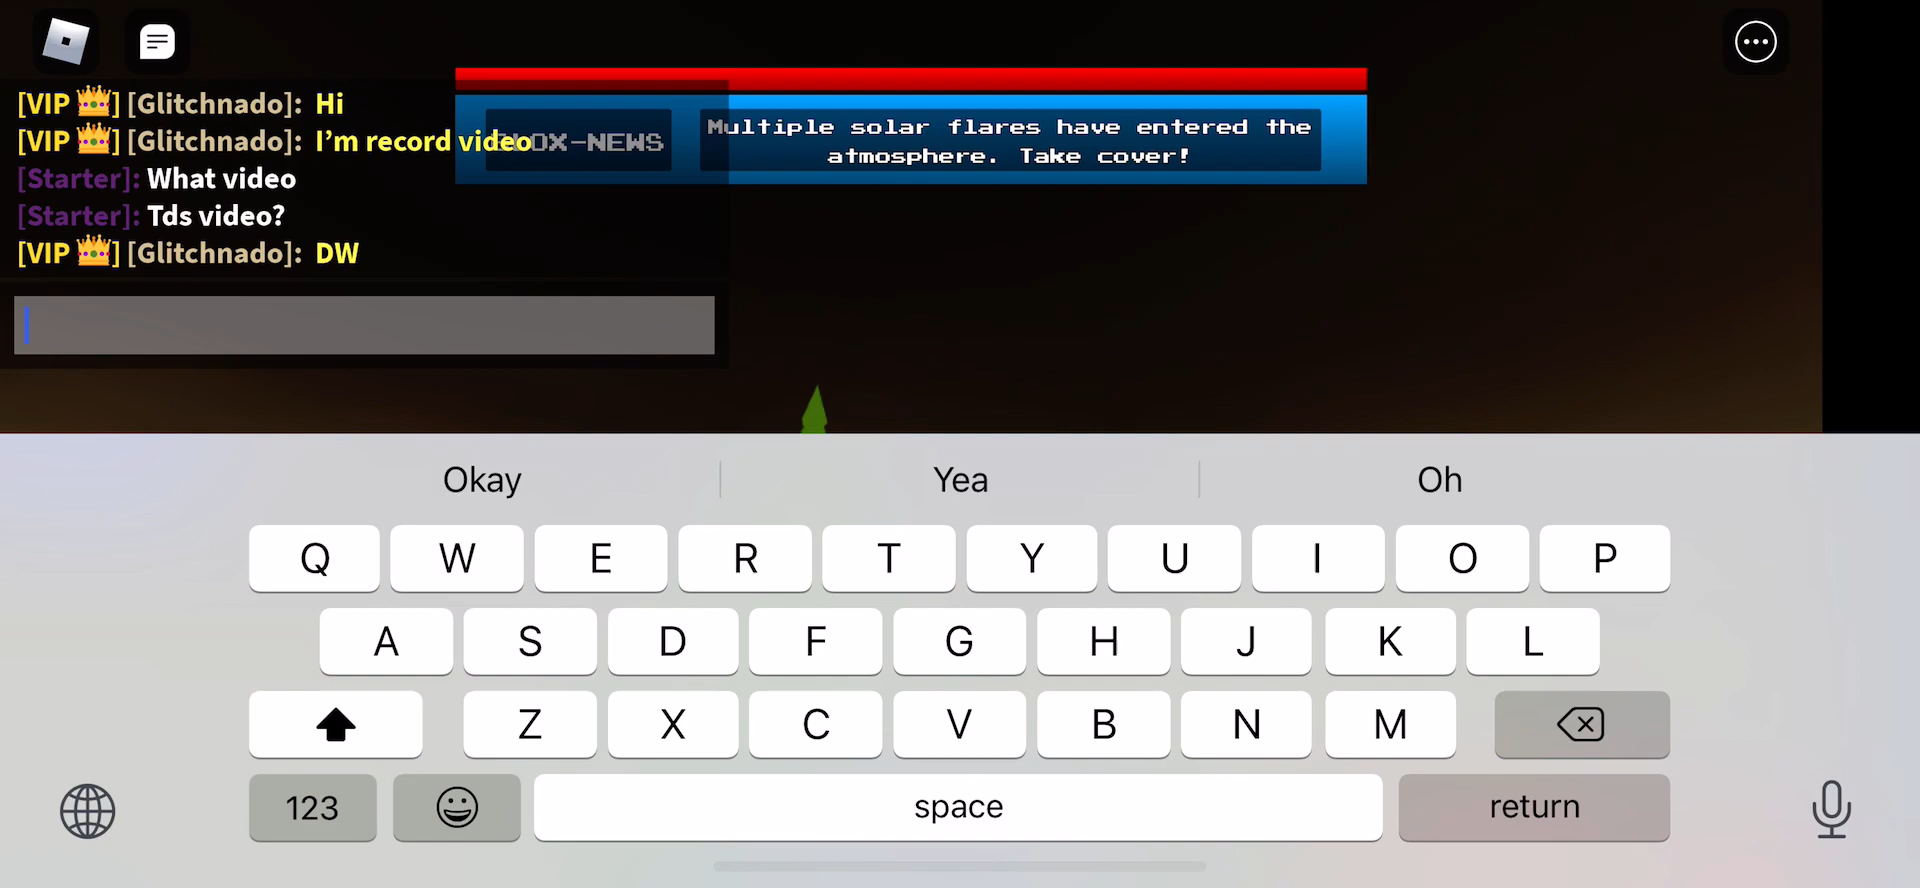 [VIP 👑] [Glitchnado]: Hi
[VIP 👑] [Glitchnado]: I’m record video
[Starter]: What video
[Starter]: Tds video?
[VIP 👑] [Glitchnado]: DW
Multiple solar flares have entered the
atmosphere. Take cover!
Okay Yea Oh
Q W E R T Y U I O P
A S D F G H J K L
Z X C V B N M
123 space return